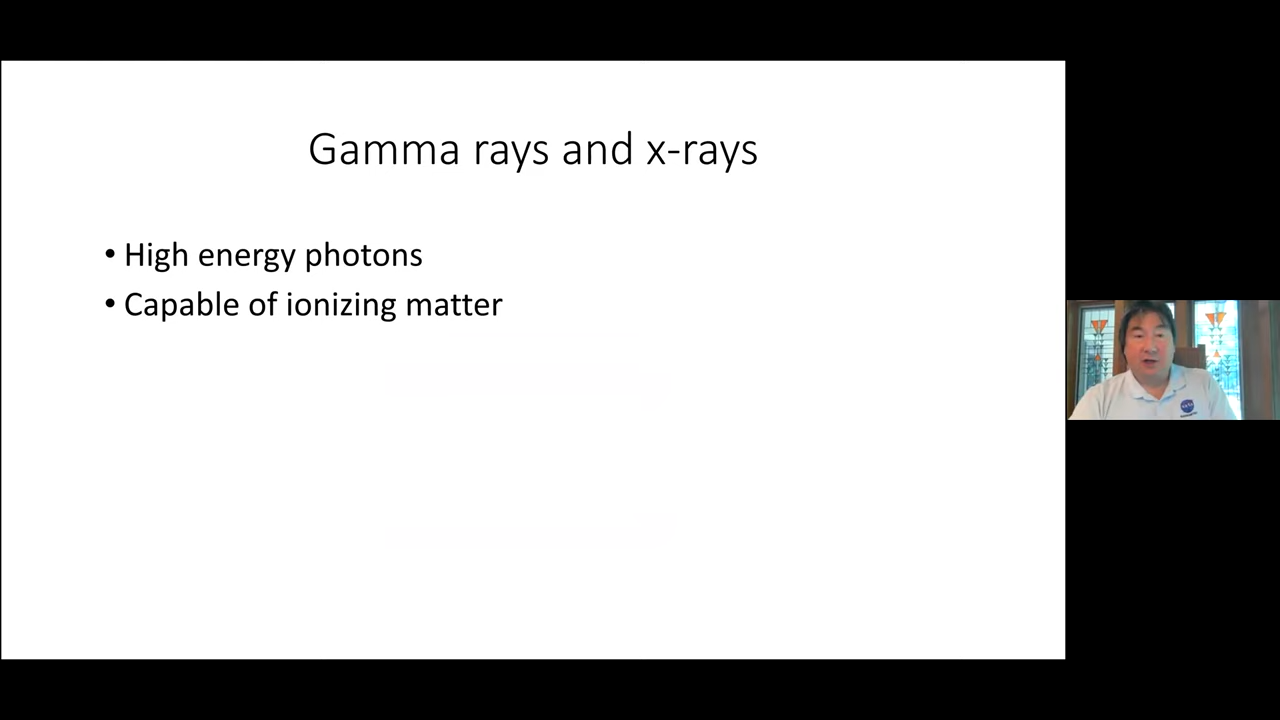 Gamma rays and x-rays
• High energy photons
• Capable of ionizing matter